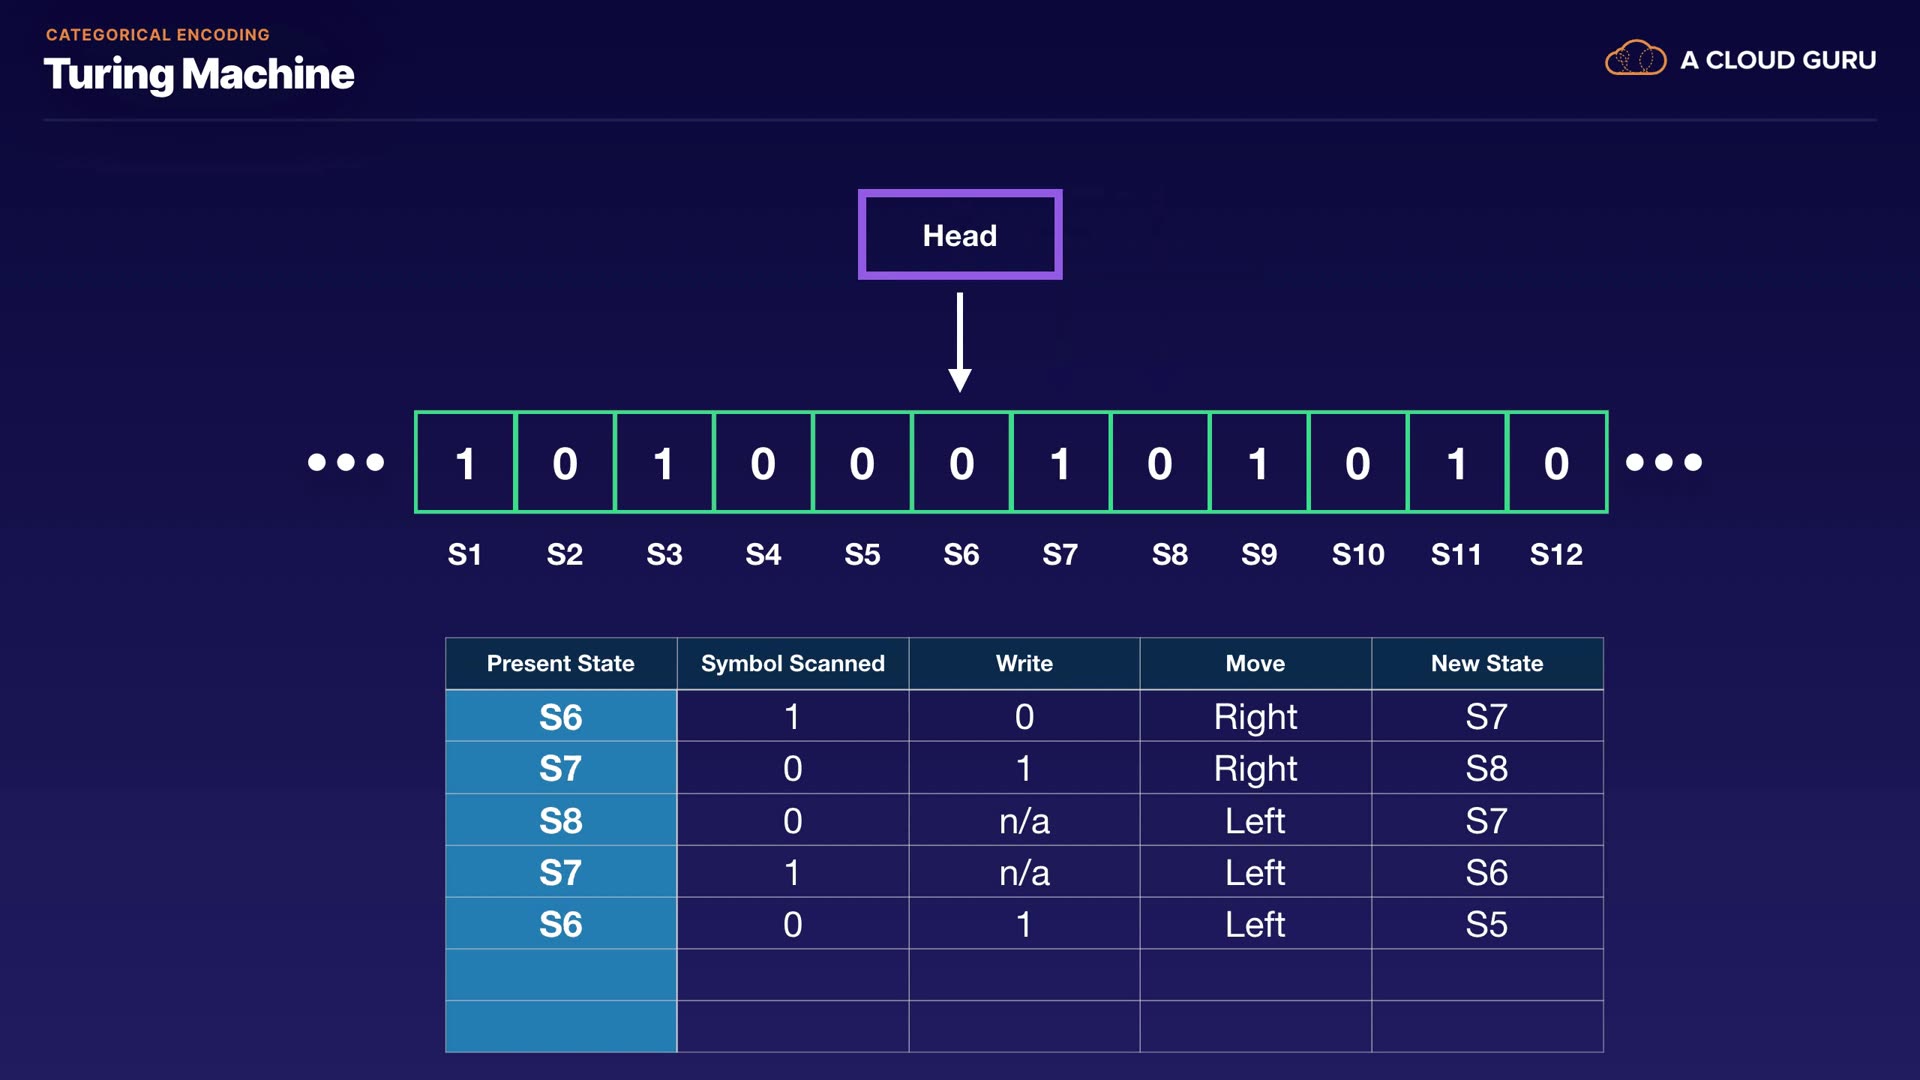 CATEGORICAL ENCODING
Turing Machine
A CLOUD GURU
Head
1 0 1 0 0 0 1 0 1 0 1 0
S1 S2 S3 S4 S5 S6 S7 S8 S9 S10 S11 S12
Present State Symbol Scanned Write Move New State
S6 1 0 Right S7
S7 0 1 Right S8
S8 0 n/a Left S7
S7 1 n/a Left S6
S6 0 1 Left S5